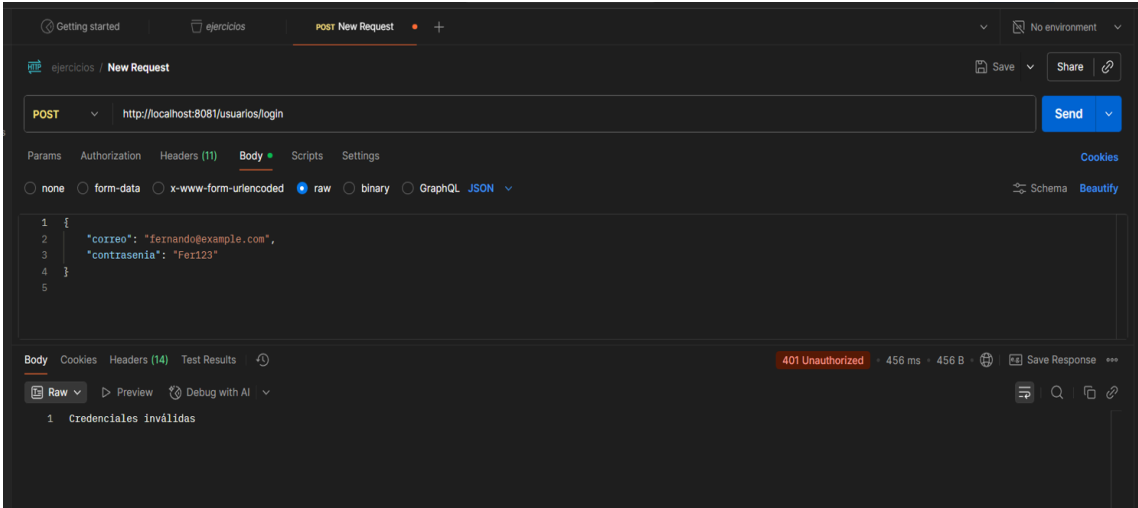 Getting started ejercicios POST New Request + No environment
HTTP ejercicios / New Request Save Share
POST http://localhost:8081/usuarios/login Send
s
Params Authorization Headers (11) Body Scripts Settings Cookies
none form-data x-www-form-urlencoded raw binary GraphQL JSON Schema Beautify
1 {
2 "correo": "fernando@example.com",
3 "contrasenia": "Fer123"
4 }
5
Body Cookies Headers (14) Test Results 401 Unauthorized • 456 ms • 456 B • e.g. Save Response
Raw Preview Debug with AI
1 Credenciales inválidas